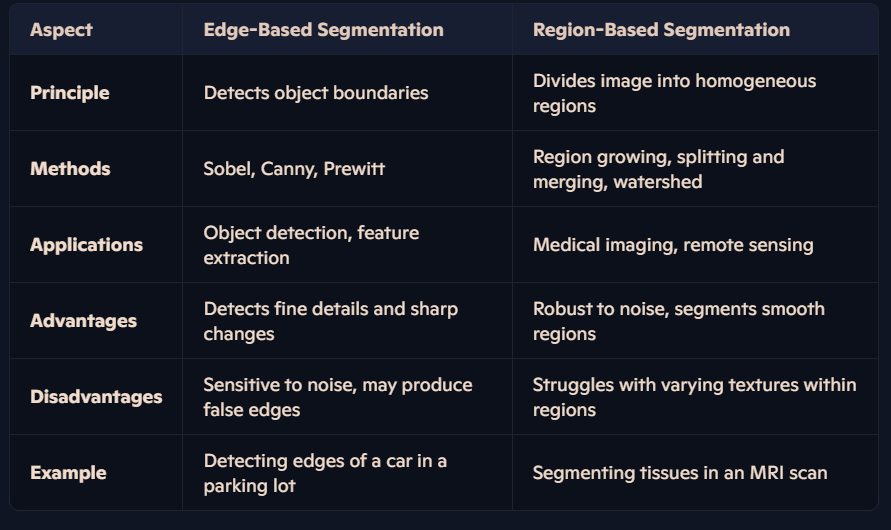 Aspect
Edge-Based Segmentation
Region-Based Segmentation
Principle
Detects object boundaries
Divides image into homogeneous
regions
Methods
Sobel, Canny, Prewitt
Region growing, splitting and
merging, watershed
Applications
Object detection, feature
extraction
Medical imaging, remote sensing
Advantages
Detects fine details and sharp
changes
Robust to noise, segments smooth
regions
Disadvantages
Sensitive to noise, may produce
false edges
Struggles with varying textures within
regions
Example
Detecting edges of a car in a
parking lot
Segmenting tissues in an MRI scan